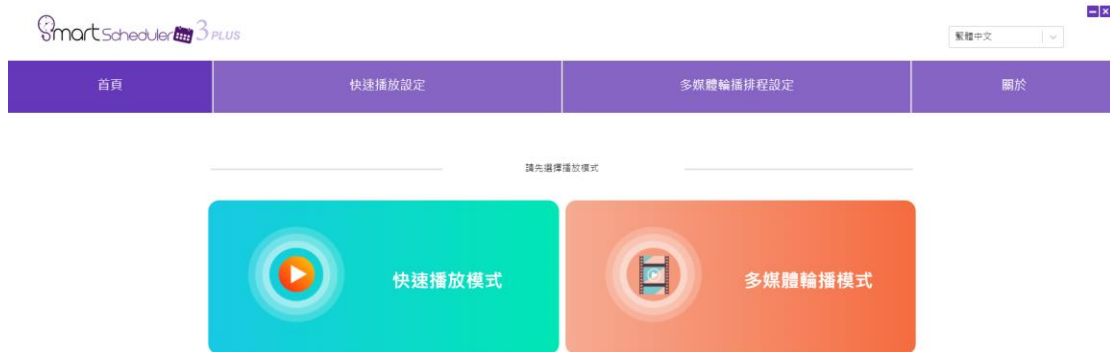 SmartScheduler 3 PLUS
繁體中文
首頁
快速播放設定
多媒體輪播排程設定
關於
請先選擇播放模式
快速播放模式
多媒體輪播模式